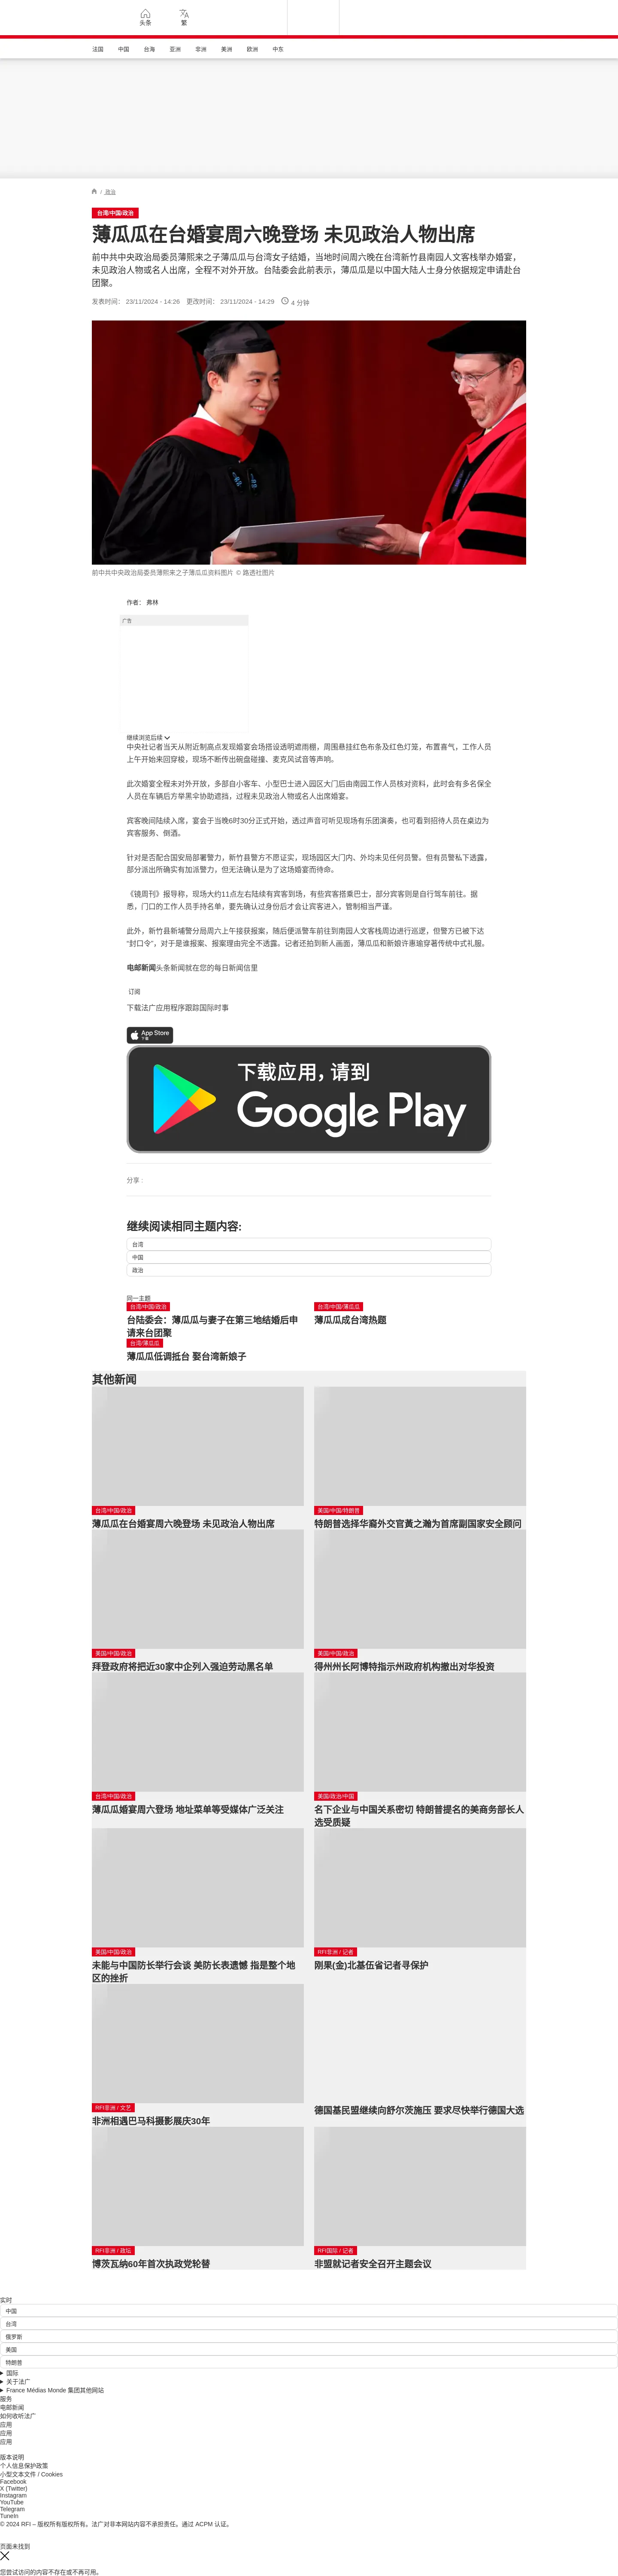 头条
繁
法国
中国
台海
亚洲
非洲
美洲
欧洲
中东
/ 政治
台湾/中国/政治
薄瓜瓜在台婚宴周六晚登场 未见政治人物出席
前中共中央政治局委员薄熙来之子薄瓜瓜与台湾女子结婚，当地时间周六晚在台湾新竹县南园人文客栈举办婚宴，
未见政治人物或名人出席，全程不对外开放。台陆委会此前表示，薄瓜瓜是以中国大陆人士身分依据规定申请赴台
团聚。
发表时间： 23/11/2024 - 14:26 更改时间： 23/11/2024 - 14:29 4 分钟
前中共中央政治局委员薄熙来之子薄瓜瓜资料图片 © 路透社图片
作者： 弗林
广告
继续浏览后续
中央社记者当天从附近制高点发现婚宴会场搭设透明遮雨棚，周围悬挂红色布条及红色灯笼，布置喜气，工作人员
上午开始来回穿梭，现场不断传出碗盘碰撞、麦克风试音等声响。
此次婚宴全程未对外开放，多部自小客车、小型巴士进入园区大门后由南园工作人员核对资料，此时会有多名保全
人员在车辆后方举黑伞协助遮挡，过程未见政治人物或名人出席婚宴。
宾客晚间陆续入席，宴会于当晚6时30分正式开始，透过声音可听见现场有乐团演奏，也可看到招待人员在桌边为
宾客服务、倒酒。
针对是否配合国安局部署警力，新竹县警方不愿证实，现场园区大门内、外均未见任何员警。但有员警私下透露，
部分派出所确实有加派警力，但无法确认是为了这场婚宴而待命。
《镜周刊》报导称，现场大约11点左右陆续有宾客到场，有些宾客搭乘巴士，部分宾客则是自行驾车前往。据
悉，门口的工作人员手持名单，要先确认过身份后才会让宾客进入，管制相当严谨。
此外，新竹县新埔警分局周六上午接获报案，随后便派警车前往到南园人文客栈周边进行巡逻，但警方已被下达
“封口令”，对于是谁报案、报案理由完全不透露。记者还拍到新人画面，薄瓜瓜和新娘许惠瑜穿著传统中式礼服。
电邮新闻头条新闻就在您的每日新闻信里
订阅
下载法广应用程序跟踪国际时事
App Store
下载
下载应用，请到
Google Play
分享 :
继续阅读相同主题内容:
台湾
中国
政治
同一主题
台湾/中国/政治
台陆委会：薄瓜瓜与妻子在第三地结婚后申
请来台团聚
台湾/中国/薄瓜瓜
薄瓜瓜成台湾热题
台湾/薄瓜瓜
薄瓜瓜低调抵台 娶台湾新娘子
其他新闻
台湾/中国/政治
薄瓜瓜在台婚宴周六晚登场 未见政治人物出席
美国/中国/特朗普
特朗普选择华裔外交官黃之瀚为首席副国家安全顾问
美国/中国/政治
拜登政府将把近30家中企列入强迫劳动黑名单
美国/中国/政治
得州州长阿博特指示州政府机构撤出对华投资
台湾/中国/政治
薄瓜瓜婚宴周六登场 地址菜单等受媒体广泛关注
美国/政治/中国
名下企业与中国关系密切 特朗普提名的美商务部长人
选受质疑
美国/中国/政治
未能与中国防长举行会谈 美防长表遗憾 指是整个地
区的挫折
RFI非洲 / 记者
刚果(金)北基伍省记者寻保护
RFI非洲 / 文艺
非洲相遇巴马科摄影展庆30年
德国基民盟继续向舒尔茨施压 要求尽快举行德国大选
RFI非洲 / 政坛
博茨瓦纳60年首次执政党轮替
RFI国际 / 记者
非盟就记者安全召开主题会议
实时
中国
台湾
俄罗斯
美国
特朗普
国际
关于法广
France Médias Monde 集团其他网站
服务
电邮新闻
如何收听法广
应用
应用
应用
版本说明
个人信息保护政策
小型文本文件 / Cookies
Facebook
X (Twitter)
Instagram
YouTube
Telegram
TuneIn
© 2024 RFI – 版权所有版权所有。法广对非本网站内容不承担责任。通过 ACPM 认证。
页面未找到
您尝试访问的内容不存在或不再可用。